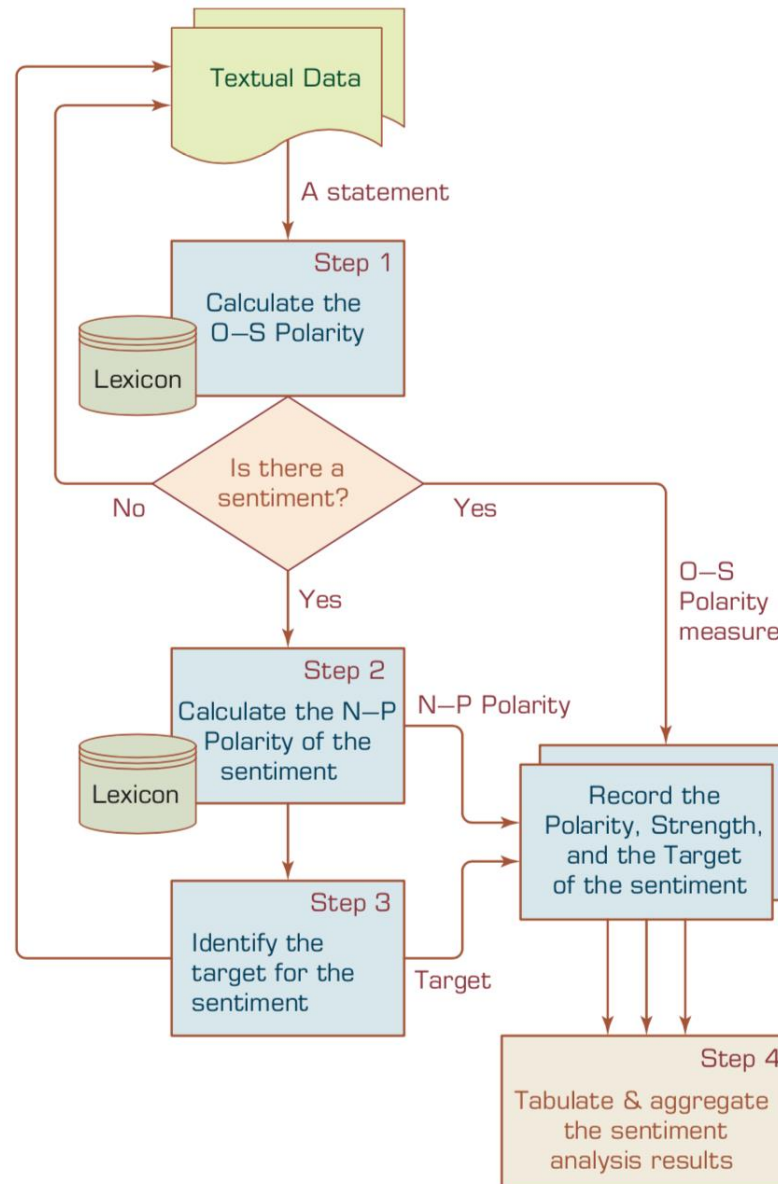 Textual Data
A statement
Step 1
Calculate the
O–S Polarity
Lexicon
Is there a
sentiment?
No
Yes
Yes
O–S
Polarity
measure
Step 2
Calculate the N–P
Polarity of the
sentiment
Lexicon
N–P Polarity
Record the
Polarity, Strength,
and the Target
of the sentiment
Step 3
Identify the
target for the
sentiment
Target
Step 4
Tabulate & aggregate
the sentiment
analysis results